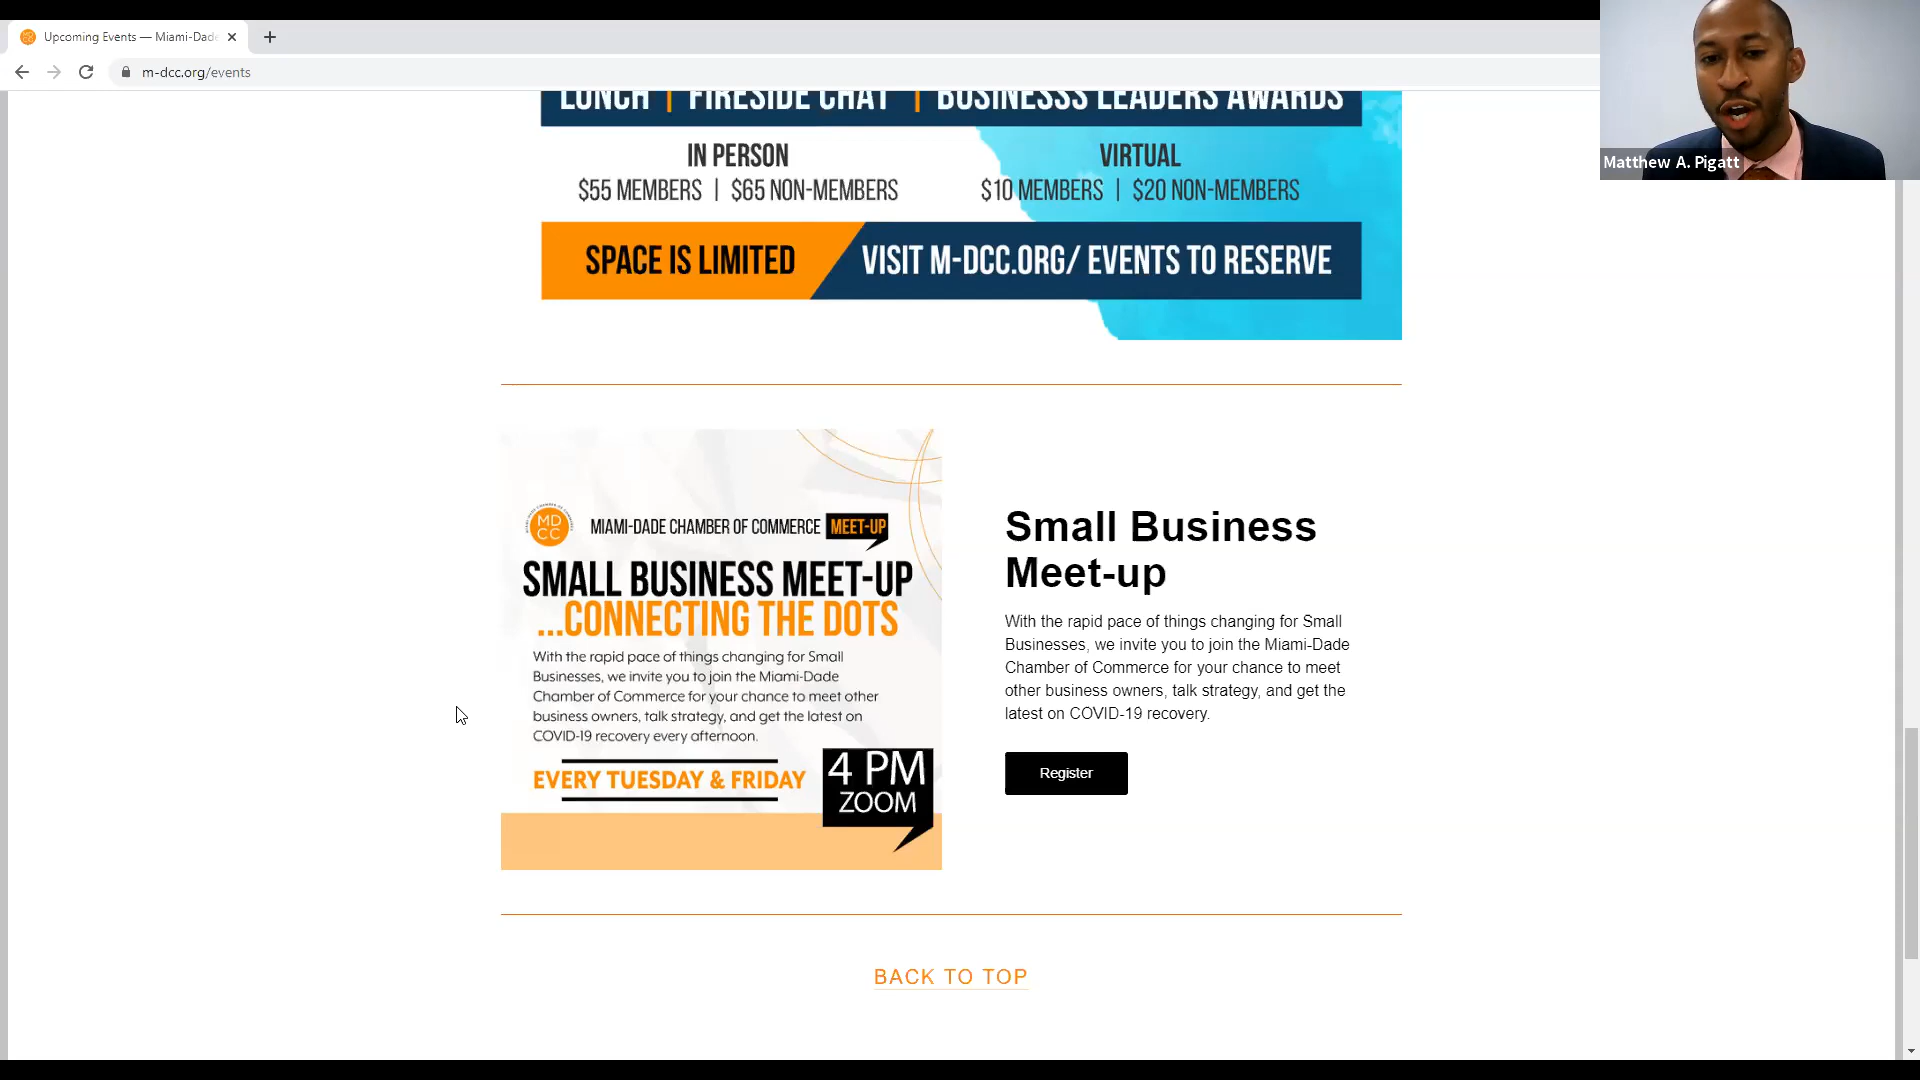 Upcoming Events — Miami-Dade
m-dcc.org/events
Matthew A. Pigatt
LUNCH | FIRESIDE CHAT | BUSINESSS LEADERS AWARDS
IN PERSON
$55 MEMBERS | $65 NON-MEMBERS
VIRTUAL
$10 MEMBERS | $20 NON-MEMBERS
SPACE IS LIMITED
VISIT M-DCC.ORG/ EVENTS TO RESERVE
MD
CC
MIAMI-DADE CHAMBER OF COMMERCE MEET-UP
SMALL BUSINESS MEET-UP
...CONNECTING THE DOTS
With the rapid pace of things changing for Small
Businesses, we invite you to join the Miami-Dade
Chamber of Commerce for your chance to meet other
business owners, talk strategy, and get the latest on
COVID-19 recovery every afternoon.
EVERY TUESDAY & FRIDAY
4 PM
ZOOM
Small Business
Meet-up
With the rapid pace of things changing for Small
Businesses, we invite you to join the Miami-Dade
Chamber of Commerce for your chance to meet
other business owners, talk strategy, and get the
latest on COVID-19 recovery.
Register
BACK TO TOP